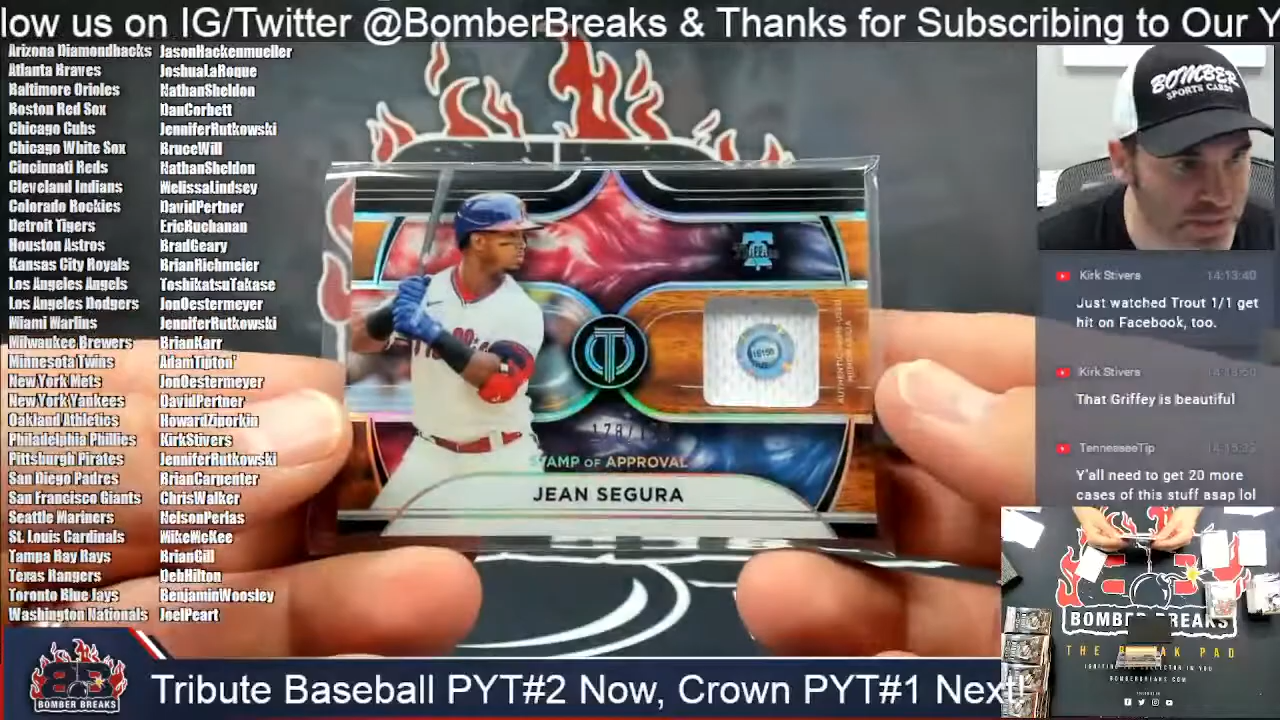 low us on IG/Twitter @BomberBreaks & Thanks for Subscribing to Our Y
Arizona Diamondbacks JasonHackenmueller
Atlanta Braves JoshuaLaRoque
Baltimore Orioles NathanSheldon
Boston Red Sox DanCorbett
Chicago Cubs JenniferRutkowski
Chicago White Sox BruceWill
Cincinnati Reds NathanSheldon
Cleveland Indians MelissaLindsey
Colorado Rockies DavidPertner
Detroit Tigers EricBuchanan
Houston Astros BradGeary
Kansas City Royals BrianRichmeier
Los Angeles Angels ToshikatsuTakase
Los Angeles Dodgers JonOestermeyer
Miami Marlins JenniferRutkowski
Milwaukee Brewers BrianKarr
Minnesota Twins AdamTipton'
New York Mets JonOestermeyer
New York Yankees DavidPertner
Oakland Athletics HowardZiporkin
Philadelphia Phillies KirkStivers
Pittsburgh Pirates JenniferRutkowski
San Diego Padres BrianCarpenter
San Francisco Giants ChrisWalker
Seattle Mariners NelsonPerlas
St. Louis Cardinals MikeMcKee
Tampa Bay Rays BrianGill
Texas Rangers DebHilton
Toronto Blue Jays BenjaminWoosley
Washington Nationals JoelPeart
Phillies
STAMP OF APPROVAL
JEAN SEGURA
BOMBER
SPORTS CARDS
Kirk Stivers 14:13:40
Just watched Trout 1/1 get
hit on Facebook, too.
Kirk Stivers
That Griffey is beautiful
TennesseeTip
Y'all need to get 20 more
cases of this stuff asap lol
BOMBER BREAKS
THE BREAK PAD
BOMBERBREAKS.COM
BOMBER BREAKS
Tribute Baseball PYT#2 Now, Crown PYT#1 Next!